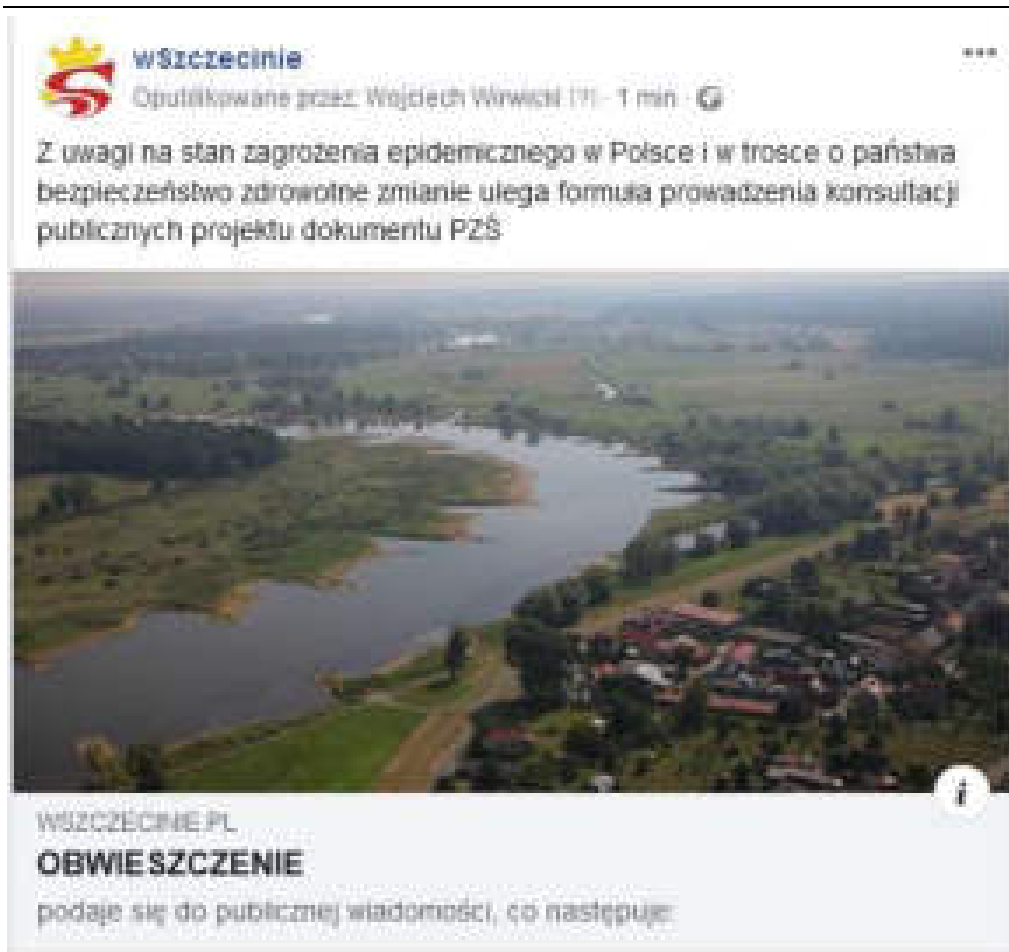 wSzczecinie
Opublikowane przez: Wojciech Wirwicki [?] · 1 min ·
Z uwagi na stan zagrożenia epidemicznego w Polsce i w trosce o państwa
bezpieczeństwo zdrowotne zmianie ulega formuła prowadzenia konsultacji
publicznych projektu dokumentu PZŚ
i
WSZCZECINIE.PL
OBWIESZCZENIE
podaje się do publicznej wiadomości, co następuje: